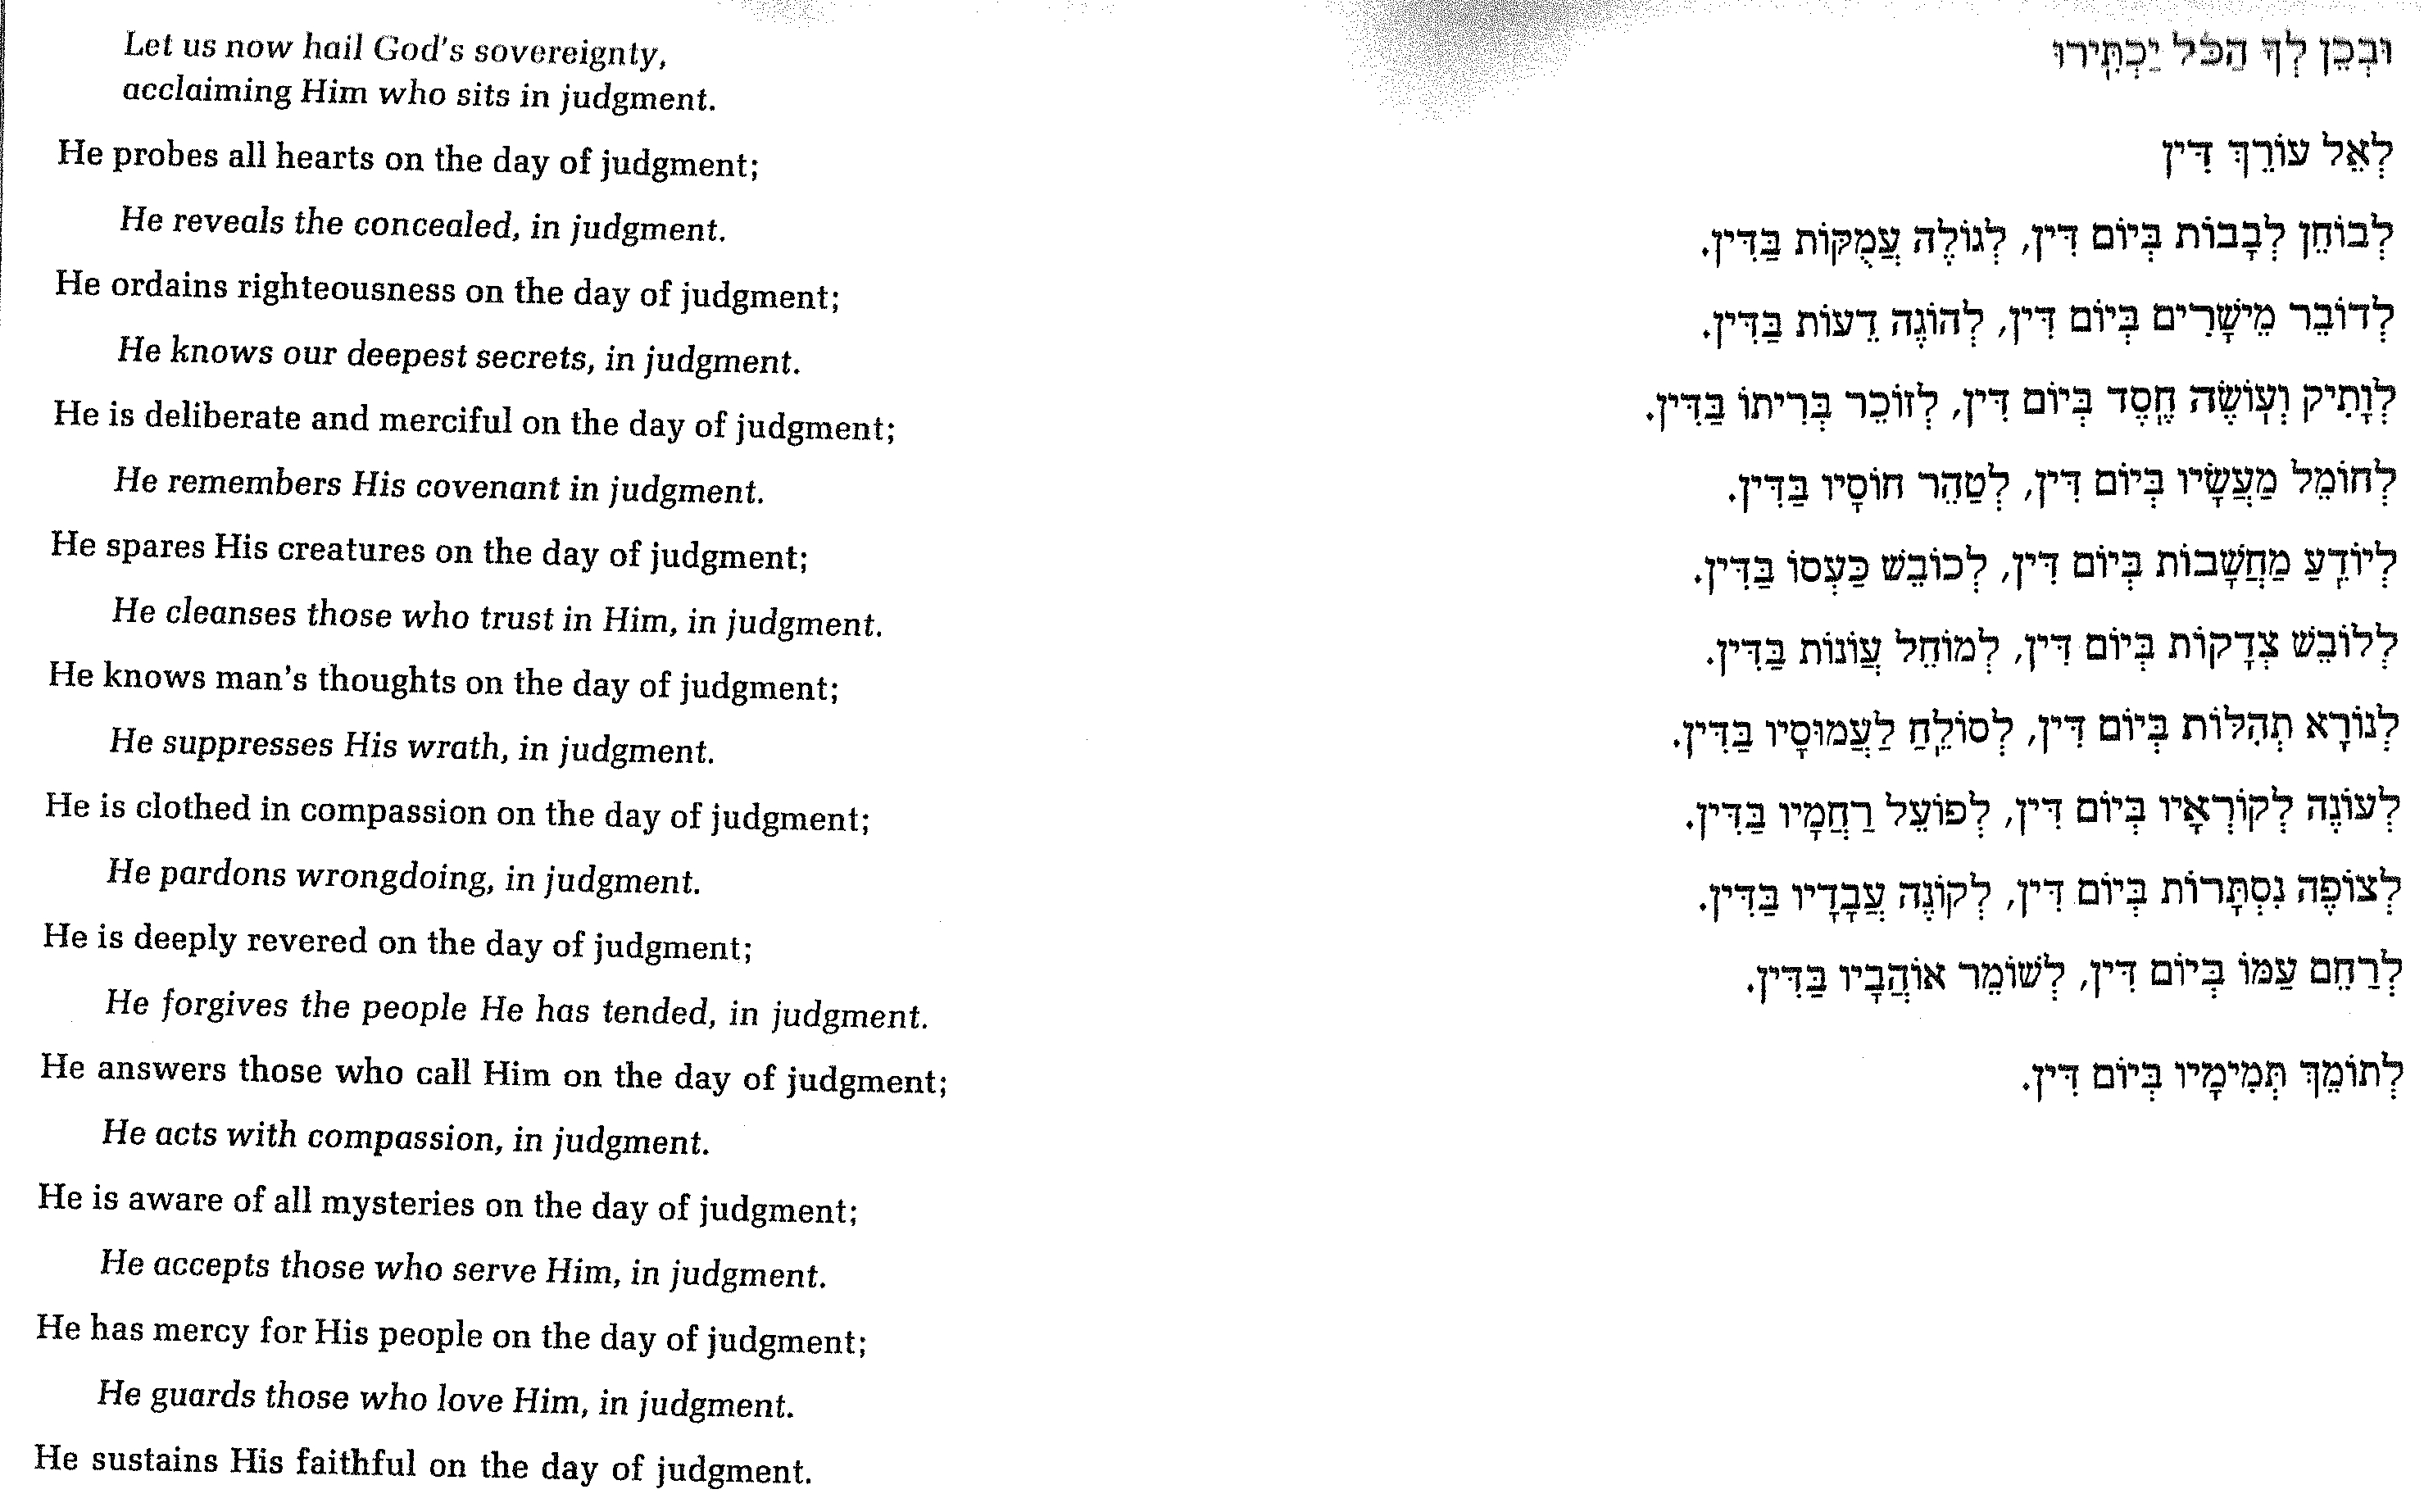 Let us now hail God's sovereignty,
acclaiming Him who sits in judgment.
He probes all hearts on the day of judgment;
He reveals the concealed, in judgment.
He ordains righteousness on the day of judgment;
He knows our deepest secrets, in judgment.
He is deliberate and merciful on the day of judgment;
He remembers His covenant in judgment.
He spares His creatures on the day of judgment;
He cleanses those who trust in Him, in judgment.
He knows man's thoughts on the day of judgment;
He suppresses His wrath, in judgment.
He is clothed in compassion on the day of judgment;
He pardons wrongdoing, in judgment.
He is deeply revered on the day of judgment;
He forgives the people He has tended, in judgment.
He answers those who call Him on the day of judgment;
He acts with compassion, in judgment.
He is aware of all mysteries on the day of judgment;
He accepts those who serve Him, in judgment.
He has mercy for His people on the day of judgment;
He guards those who love Him, in judgment.
He sustains His faithful on the day of judgment.
וּבְכֵן לְךָ הַכֹּל יַכְתִּירוּ
לְאֵל עוֹרֵךְ דִּין
לְבוֹחֵן לְבָבוֹת בְּיוֹם דִּין, לְגוֹלֶה עֲמֻקּוֹת בַּדִּין.
לְדוֹבֵר מֵישָׁרִים בְּיוֹם דִּין, לְהוֹגֶה דֵעוֹת בַּדִּין.
לְוָתִיק וְעֽוֹשֶׂה חֶֽסֶד בְּיוֹם דִּין, לְזוֹכֵר בְּרִיתוֹ בַּדִּין.
לְחוֹמֵל מַעֲשָׂיו בְּיוֹם דִּין, לְטַהֵר חוֹסָיו בַּדִּין.
לְיוֹדֵֽעַ מַחֲשָׁבוֹת בְּיוֹם דִּין, לְכוֹבֵשׁ כַּעְסוֹ בַּדִּין.
לְלוֹבֵשׁ צְדָקוֹת בְּיוֹם דִּין, לְמוֹחֵל עֲוֹנוֹת בַּדִּין.
לְנוֹרָא תְהִלּוֹת בְּיוֹם דִּין, לְסוֹלֵֽחַ לַעֲמוּסָיו בַּדִּין.
לְעוֹנֶה לְקוֹרְאָיו בְּיוֹם דִּין, לְפוֹעֵל רַחֲמָיו בַּדִּין.
לְצוֹפֶה נִסְתָּרוֹת בְּיוֹם דִּין, לְקוֹנֶה עֲבָדָיו בַּדִּין.
לְרַחֵם עַמּוֹ בְּיוֹם דִּין, לְשׁוֹמֵר אוֹהֲבָיו בַּדִּין.
לְתוֹמֵךְ תְּמִימָיו בְּיוֹם דִּין.